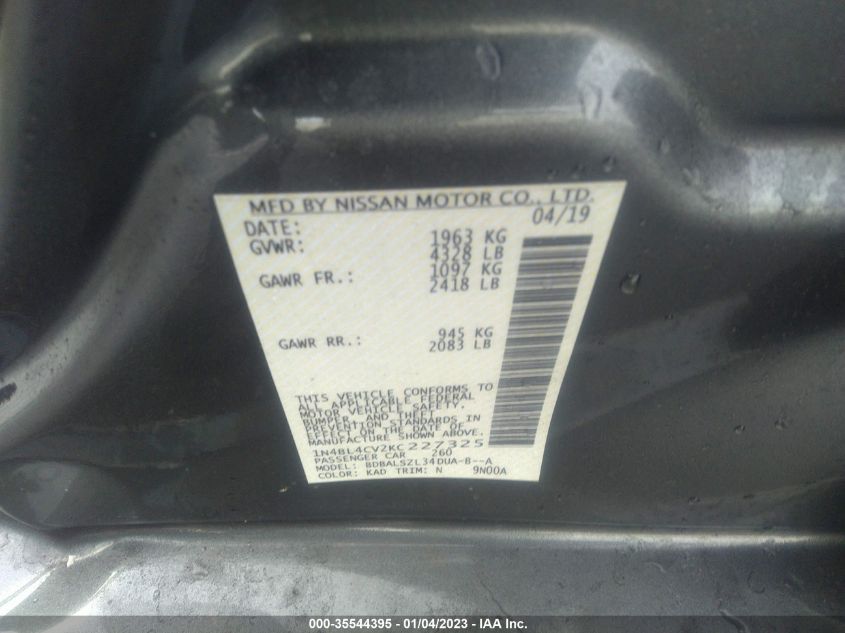 MFD BY NISSAN MOTOR CO., LTD.
DATE: 04/19
GVWR: 1963 KG
4328 LB
GAWR FR.: 1097 KG
2418 LB
GAWR RR.: 945 KG
2083 LB
THIS VEHICLE CONFORMS TO
ALL APPLICABLE FEDERAL
MOTOR VEHICLE SAFETY,
BUMPER, AND THEFT
PREVENTION STANDARDS IN
EFFECT ON THE DATE OF
MANUFACTURE SHOWN ABOVE.
1N4BL4CV2KC227325
PASSENGER CAR 260
MODEL: BDBALSZL34DUA-B--A
COLOR: KAD TRIM: N 9N00A
000-35544395 — 01/04/2023 — IAA Inc.